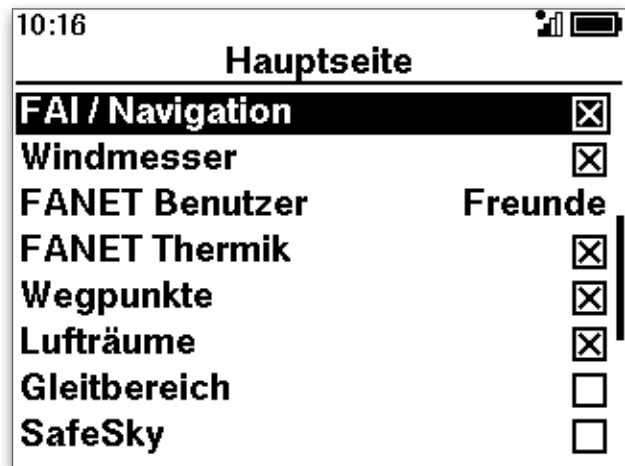 10:16
Hauptseite
FAI / Navigation
Windmesser
FANET Benutzer Freunde
FANET Thermik
Wegpunkte
Lufträume
Gleitbereich
SafeSky